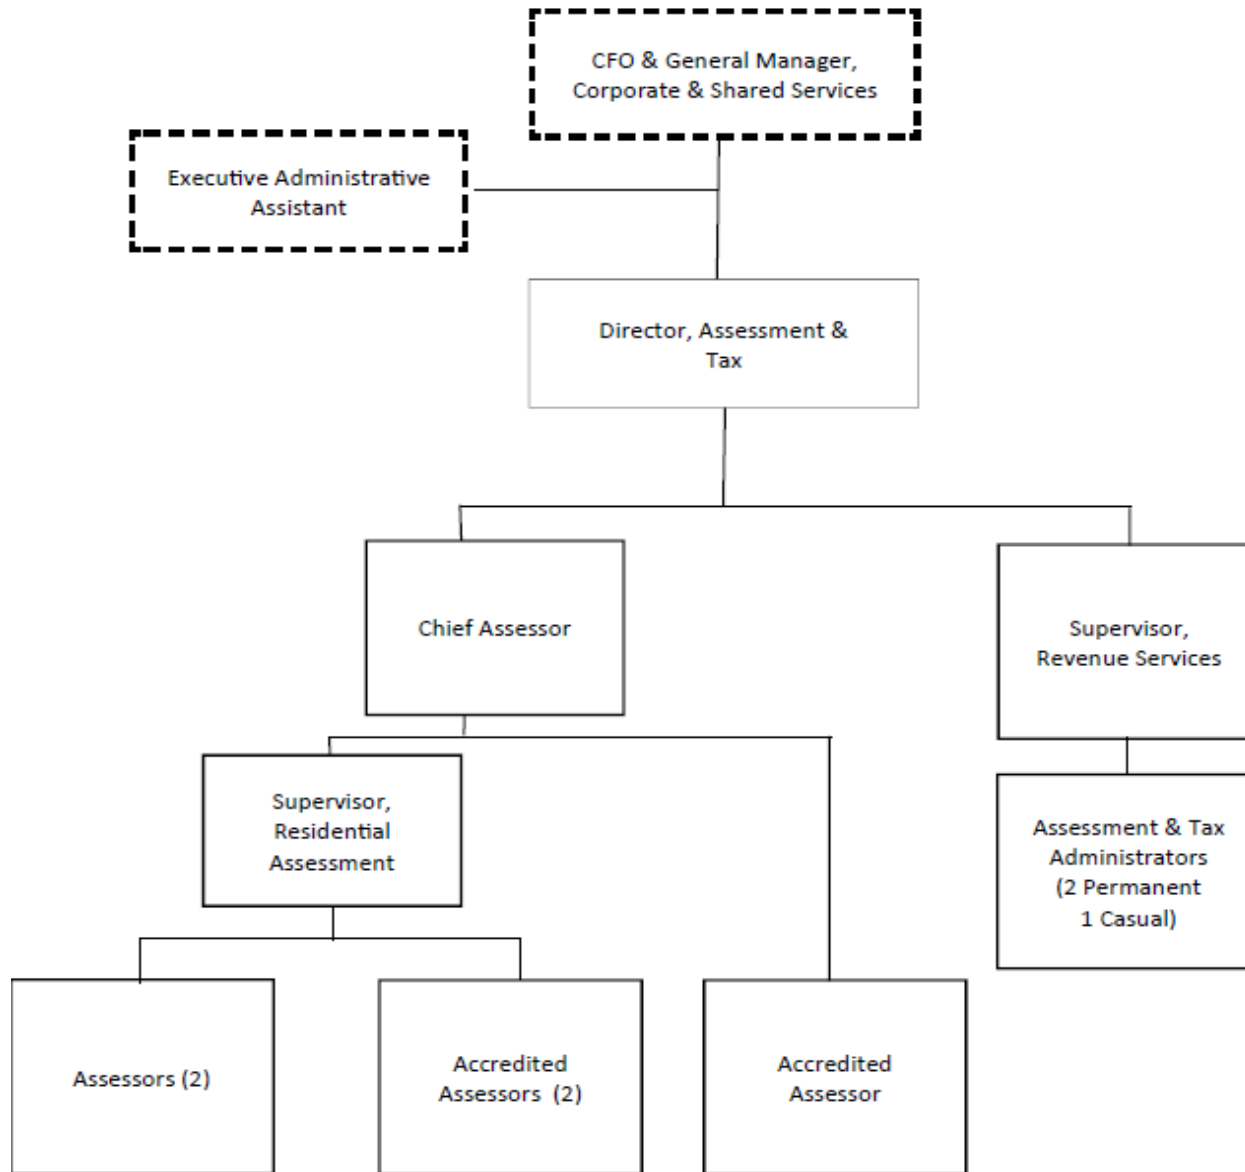 CFO & General Manager,
Corporate & Shared Services
Executive Administrative
Assistant
Director, Assessment &
Tax
Chief Assessor
Supervisor,
Revenue Services
Supervisor,
Residential
Assessment
Assessment & Tax
Administrators
(2 Permanent
1 Casual)
Assessors (2)
Accredited
Assessors (2)
Accredited
Assessor